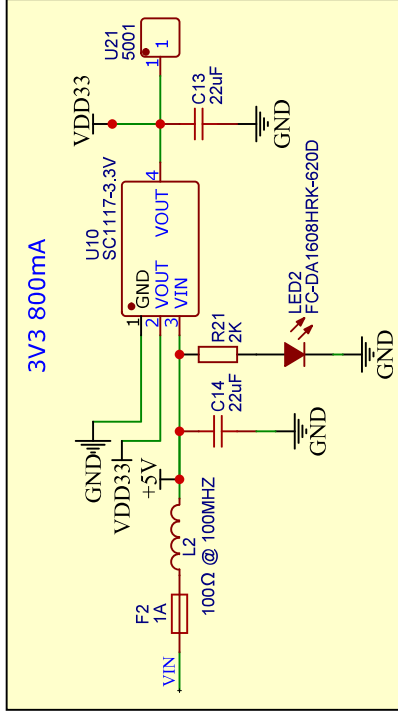 3V3 800mA
VIN
F2
1A
L2
100Ω @ 100MHZ
+5V
VDD33
GND
C14
22uF
GND
R21
2K
LED2
FC-DA1608HRK-620D
GND
U10
SC1117-3.3V
1
GND
2
VOUT
3
VIN
VOUT
4
VDD33
C13
22uF
GND
U21
5001
1
1